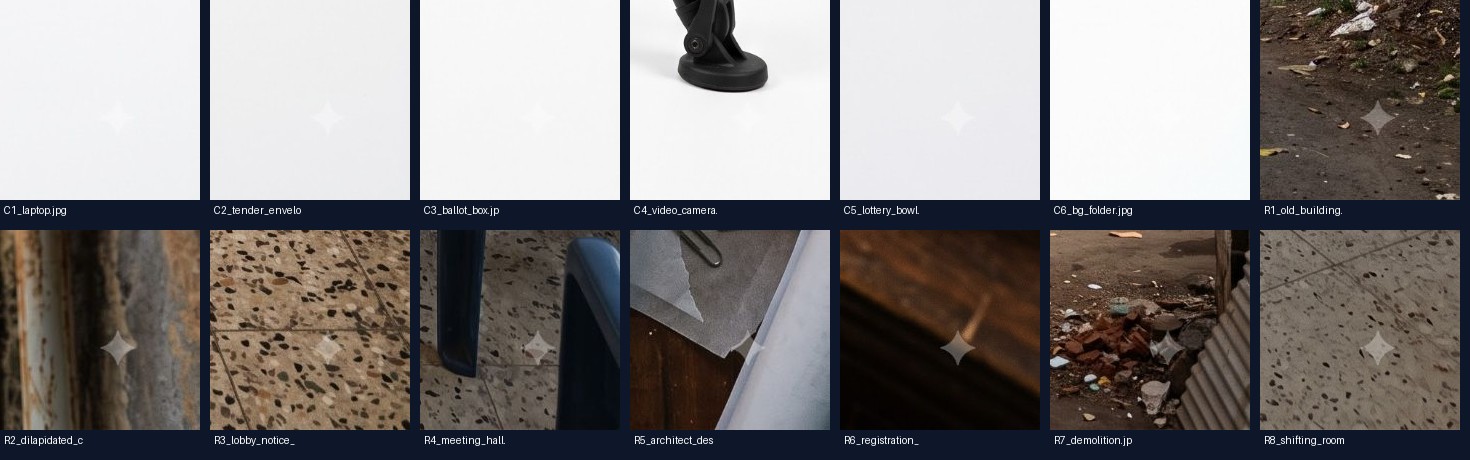 C1_laptop.jpg
C2_tender_envelo
C3_ballot_box.jp
C4_video_camera.
C5_lottery_bowl.
C6_bg_folder.jpg
R1_old_building.
R2_dilapidated_c
R3_lobby_notice_
R4_meeting_hall.
R5_architect_des
R6_registration_
R7_demolition.jp
R8_shifting_room